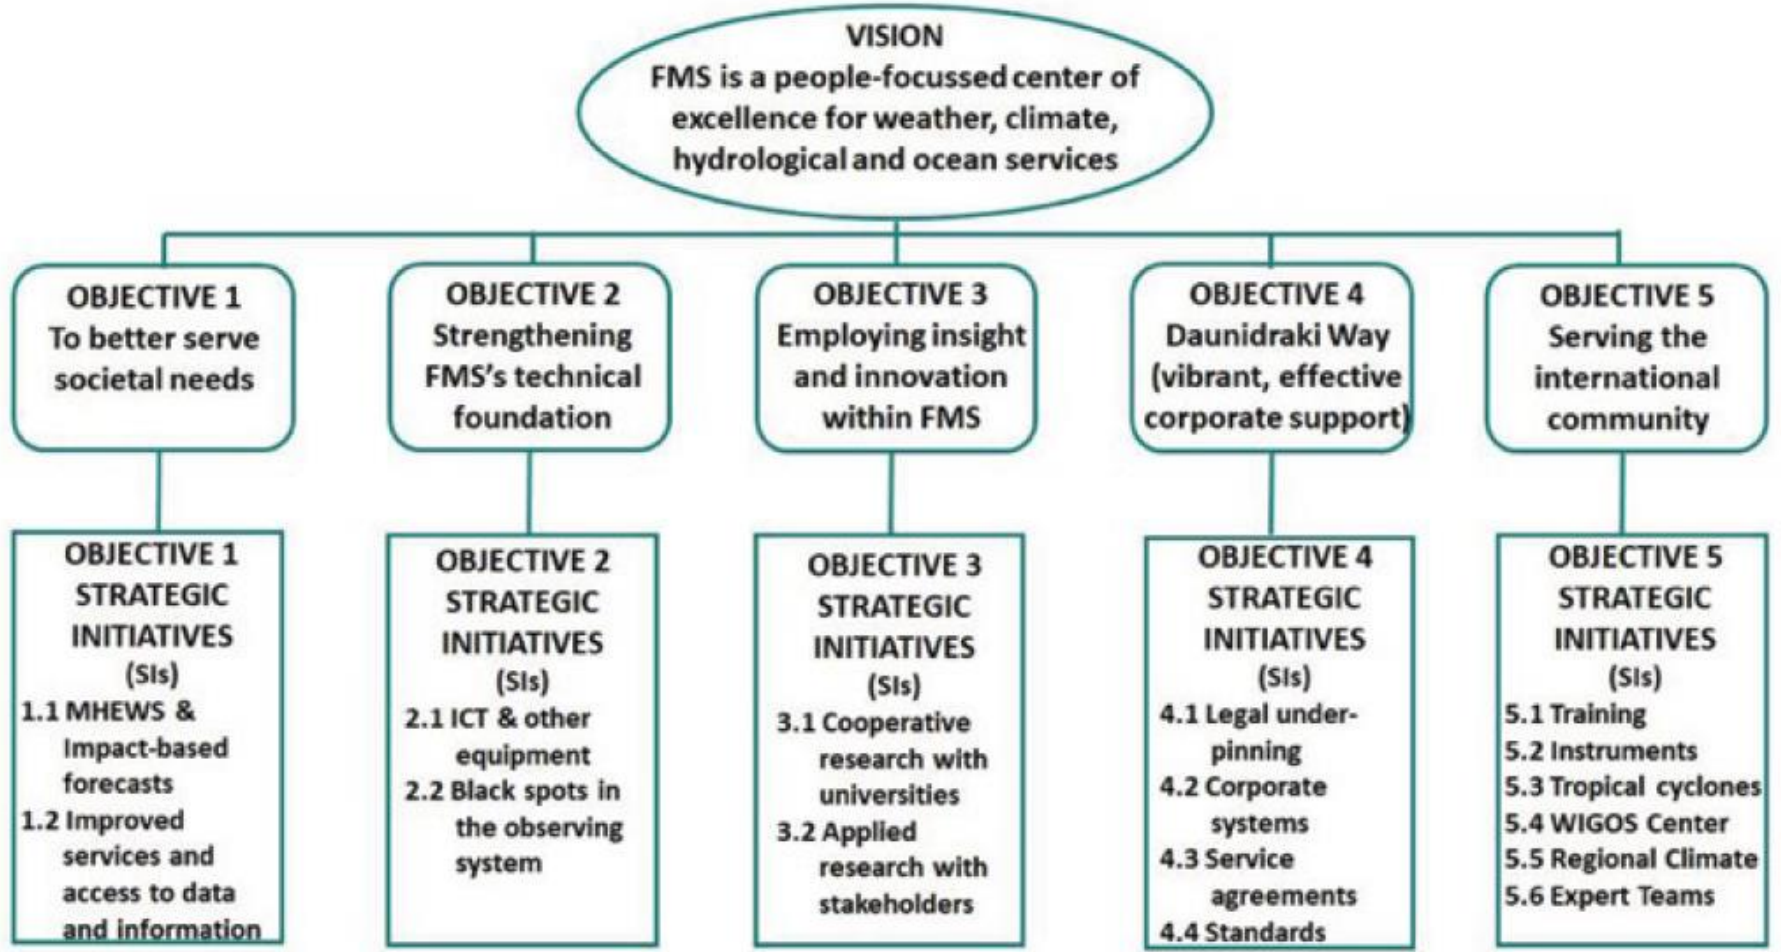 VISION
FMS is a people-focussed center of
excellence for weather, climate,
hydrological and ocean services
OBJECTIVE 1
To better serve
societal needs
OBJECTIVE 2
Strengthening
FMS's technical
foundation
OBJECTIVE 3
Employing insight
and innovation
within FMS
OBJECTIVE 4
Daunidraki Way
(vibrant, effective
corporate support)
OBJECTIVE 5
Serving the
international
community
OBJECTIVE 1
STRATEGIC
INITIATIVES
(SIs)
1.1 MHEWS &
Impact-based
forecasts
1.2 Improved
services and
access to data
and information
OBJECTIVE 2
STRATEGIC
INITIATIVES
(SIs)
2.1 ICT & other
equipment
2.2 Black spots in
the observing
system
OBJECTIVE 3
STRATEGIC
INITIATIVES
(SIs)
3.1 Cooperative
research with
universities
3.2 Applied
research with
stakeholders
OBJECTIVE 4
STRATEGIC
INITIATIVES
(SIs)
4.1 Legal under-
pinning
4.2 Corporate
systems
4.3 Service
agreements
4.4 Standards
OBJECTIVE 5
STRATEGIC
INITIATIVES
(SIs)
5.1 Training
5.2 Instruments
5.3 Tropical cyclones
5.4 WIGOS Center
5.5 Regional Climate
5.6 Expert Teams